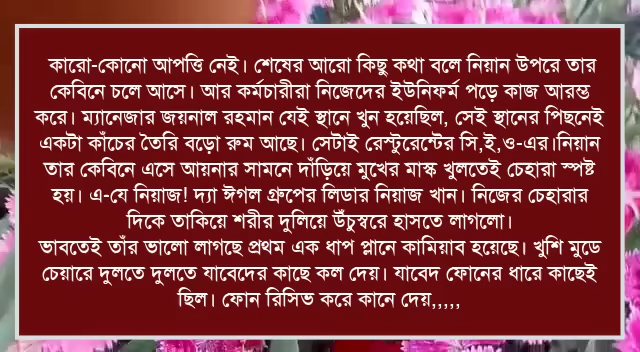 কারো-কোনো আপত্তি নেই। শেষের আরো কিছু কথা বলে নিয়ান উপরে তার
কেবিনে চলে আসে। আর কর্মচারীরা নিজেদের ইউনিফর্ম পড়ে কাজ আরম্ভ
করে। ম্যানেজার জয়নাল রহমান যেই স্থানে খুন হয়েছিল, সেই স্থানের পিছনেই
একটা কাঁচের তৈরি বড়ো রুম আছে। সেটাই রেস্টুরেন্টের সি,ই,ও-এর।নিয়ান
তার কেবিনে এসে আয়নার সামনে দাঁড়িয়ে মুখের মাস্ক খুলতেই চেহারা স্পষ্ট
হয়। এ-যে নিয়াজ! দ্যা ঈগল গ্রুপের লিডার নিয়াজ খান। নিজের চেহারার
দিকে তাকিয়ে শরীর দুলিয়ে উঁচুস্বরে হাসতে লাগলো।
ভাবতেই তাঁর ভালো লাগছে প্রথম এক ধাপ প্লানে কামিয়াব হয়েছে। খুশি মুডে
চেয়ারে দুলতে দুলতে যাবেদের কাছে কল দেয়। যাবেদ ফোনের ধারে কাছেই
ছিল। ফোন রিসিভ করে কানে দেয়,,,,,